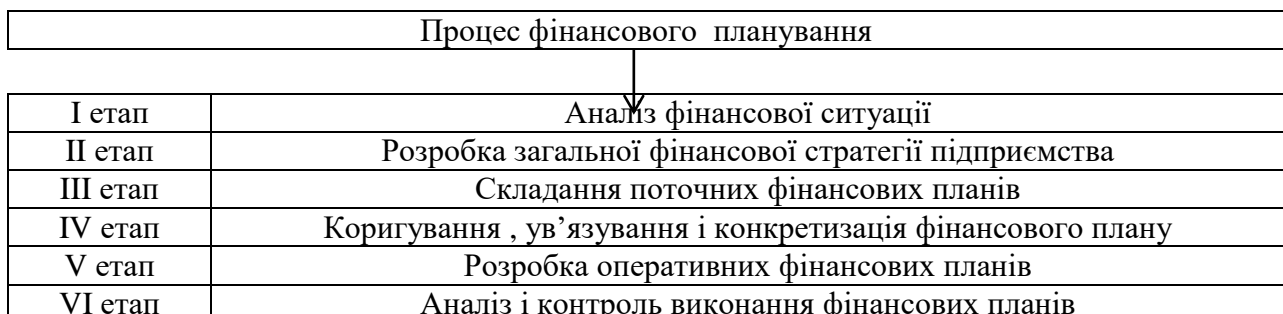 Процес фінансового планування
І етап Аналіз фінансової ситуації
ІІ етап Розробка загальної фінансової стратегії підприємства
ІІІ етап Складання поточних фінансових планів
IV етап Коригування , ув’язування і конкретизація фінансового плану
V етап Розробка оперативних фінансових планів
VI етап Аналіз і контроль виконання фінансових планів